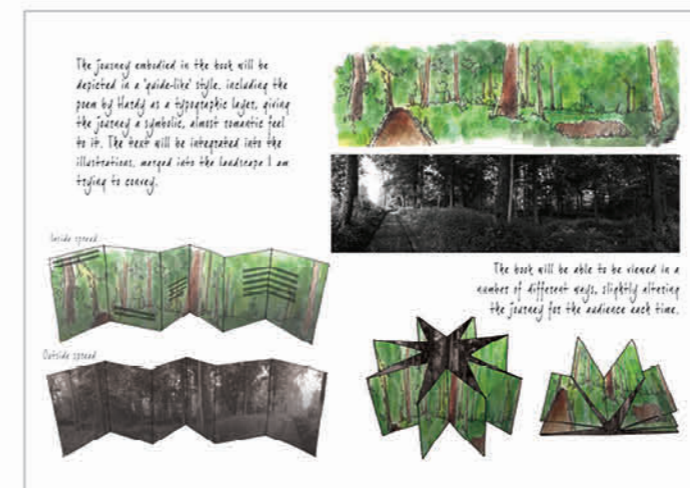 The journey embodied in the book will be
depicted in a 'guide-like' style, including the
poem by Hardy as a typographic layer, giving
the journey a symbolic, almost romantic feel
to it. The text will be integrated into the
illustrations, merged into the landscape I am
trying to convey.
Inside spread
Outside spread
The book will be able to be viewed in a
number of different ways, slightly altering
the journey for the audience each time.